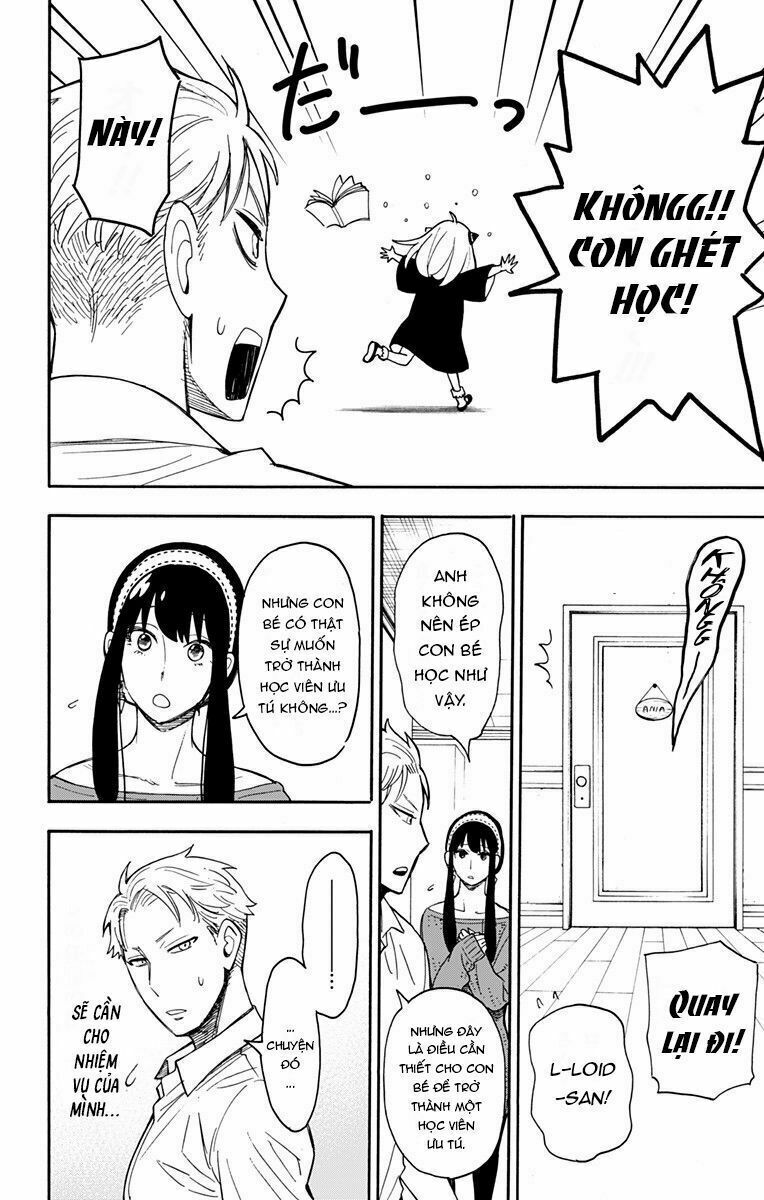 KHÔNGG!!
CON GHÉT
HỌC!
だーっ
NÀY!
KHÔNGG
ANIA
QUAY
LẠI ĐI!
L-LOID
-SAN!
ANH
KHÔNG
NÊN ÉP
CON BÉ
HỌC NHƯ
VẬY.
NHƯNG ĐÂY
LÀ ĐIỀU CẦN
THIẾT CHO CON
BÉ ĐỂ TRỞ
THÀNH MỘT
HỌC VIÊN
ƯU TÚ.
NHƯNG CON
BÉ CÓ THẬT
SỰ MUỐN
TRỞ THÀNH
HỌC VIÊN ƯU
TÚ KHÔNG...?
...
CHUYỆN
ĐÓ
...
SẼ CẦN
CHO
NHIỆM
VỤ CỦA
MÌNH...